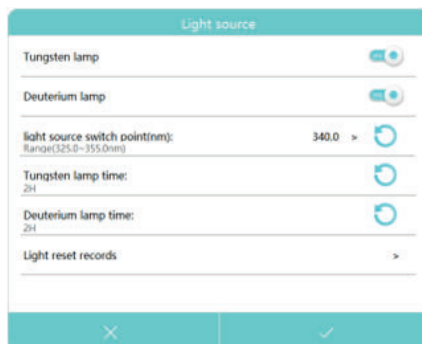 Light source
Tungsten lamp
Deuterium lamp
light source switch point(nm): 340.0 >
Range(325.0~355.0nm)
Tungsten lamp time:
2H
Deuterium lamp time:
2H
Light reset records >